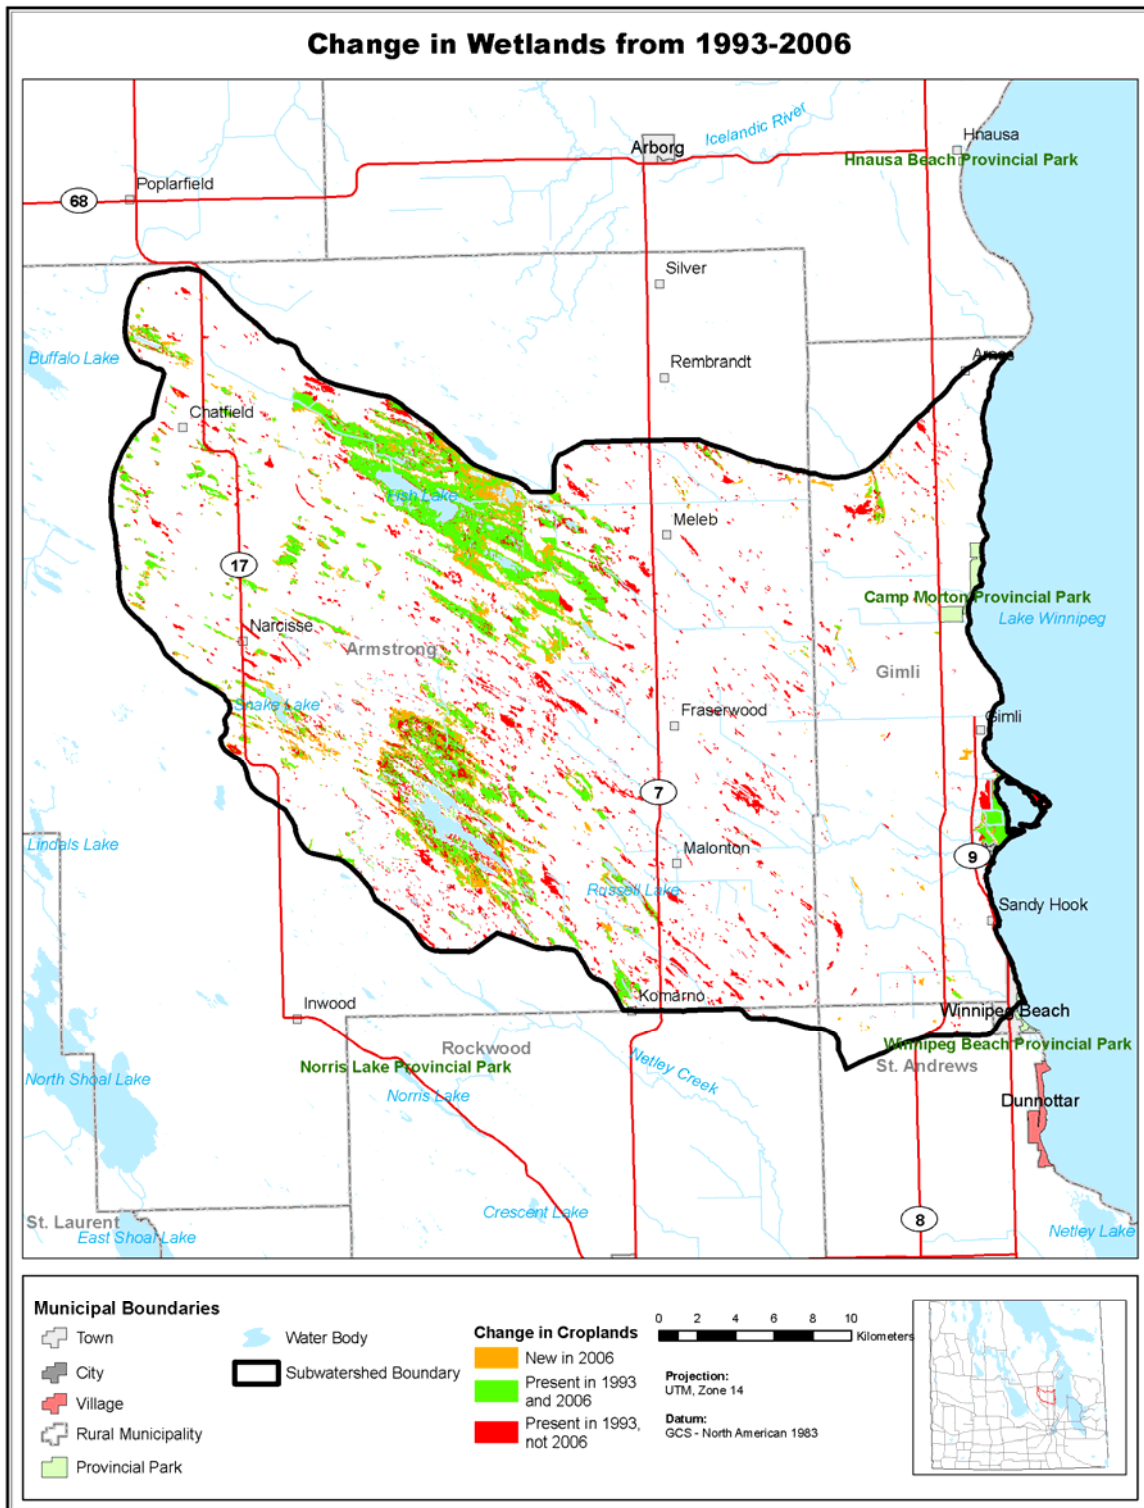 Change in Wetlands from 1993-2006
Hnausa
Icelandic River
Arborg
Hnausa Beach Provincial Park
Poplarfield
68
Silver
Buffalo Lake
Rembrandt
Arnes
Chatfield
Fish Lake
Meleb
17
Camp Morton Provincial Park
Lake Winnipeg
Narcisse
Armstrong
Gimli
Snake Lake
Fraserwood
Gimli
7
Lindals Lake
Malonton
9
Russell Lake
Sandy Hook
Komarno
Inwood
Winnipeg Beach
Rockwood
Winnipeg Beach Provincial Park
Norris Lake Provincial Park
Netley Creek
St. Andrews
North Shoal Lake
Norris Lake
Dunnottar
Crescent Lake
8
St. Laurent
East Shoal Lake
Netley Lake
Municipal Boundaries
Town
City
Village
Rural Municipality
Provincial Park
Water Body
Subwatershed Boundary
Change in Croplands
New in 2006
Present in 1993
and 2006
Present in 1993,
not 2006
0 2 4 6 8 10
Kilometers
Projection:
UTM, Zone 14
Datum:
GCS - North American 1983